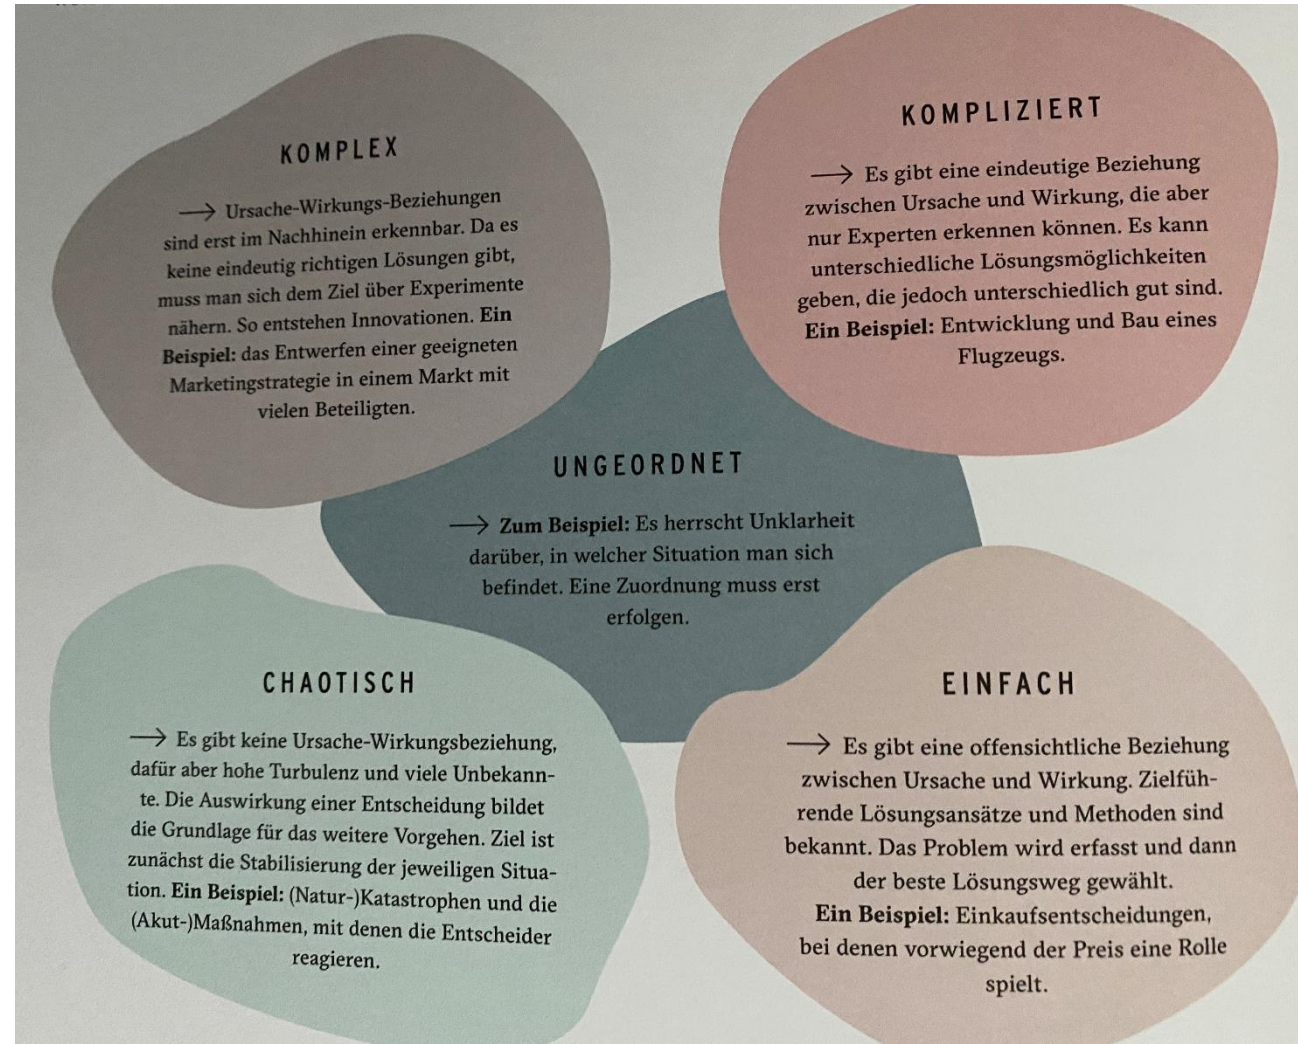 KOMPLEX
→ Ursache-Wirkungs-Beziehungen
sind erst im Nachhinein erkennbar. Da es
keine eindeutig richtigen Lösungen gibt,
muss man sich dem Ziel über Experimente
nähern. So entstehen Innovationen. Ein
Beispiel: das Entwerfen einer geeigneten
Marketingstrategie in einem Markt mit
vielen Beteiligten.
KOMPLIZIERT
→ Es gibt eine eindeutige Beziehung
zwischen Ursache und Wirkung, die aber
nur Experten erkennen können. Es kann
unterschiedliche Lösungsmöglichkeiten
geben, die jedoch unterschiedlich gut sind.
Ein Beispiel: Entwicklung und Bau eines
Flugzeugs.
UNGEORDNET
→ Zum Beispiel: Es herrscht Unklarheit
darüber, in welcher Situation man sich
befindet. Eine Zuordnung muss erst
erfolgen.
CHAOTISCH
→ Es gibt keine Ursache-Wirkungsbeziehung,
dafür aber hohe Turbulenz und viele Unbekann-
te. Die Auswirkung einer Entscheidung bildet
die Grundlage für das weitere Vorgehen. Ziel ist
zunächst die Stabilisierung der jeweiligen Situa-
tion. Ein Beispiel: (Natur-)Katastrophen und die
(Akut-)Maßnahmen, mit denen die Entscheider
reagieren.
EINFACH
→ Es gibt eine offensichtliche Beziehung
zwischen Ursache und Wirkung. Zielfüh-
rende Lösungsansätze und Methoden sind
bekannt. Das Problem wird erfasst und dann
der beste Lösungsweg gewählt.
Ein Beispiel: Einkaufsentscheidungen,
bei denen vorwiegend der Preis eine Rolle
spielt.